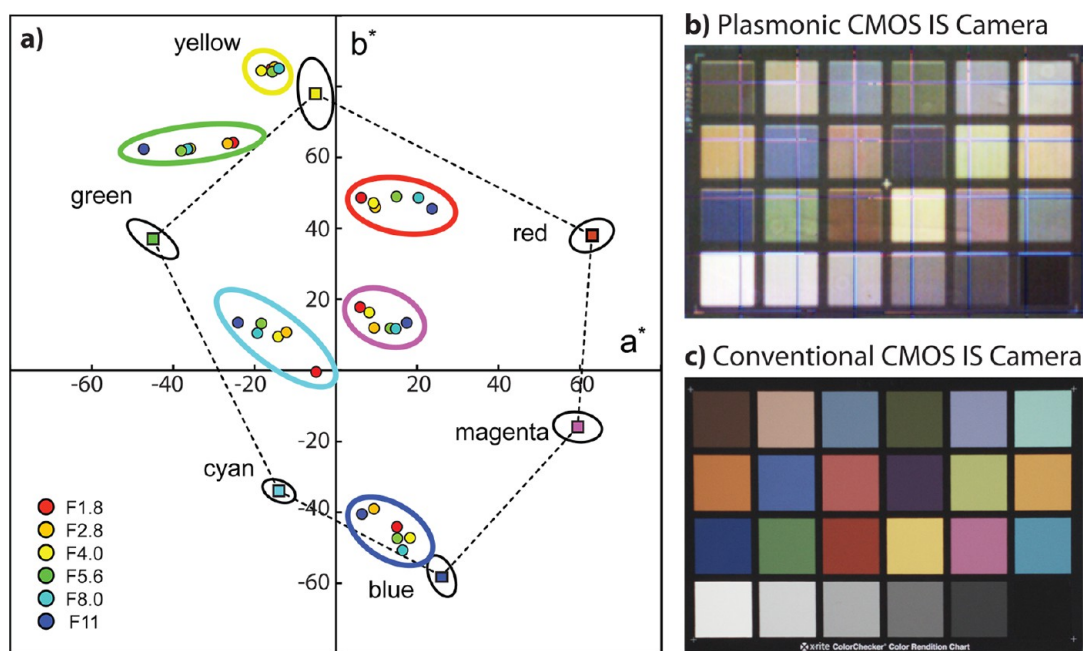 a)
b*
yellow
60
green
40
red
20
a*
-60
-40
-20
20
40
60
-20
magenta
cyan
-40
-60
blue
F1.8
F2.8
F4.0
F5.6
F8.0
F11
b) Plasmonic CMOS IS Camera
c) Conventional CMOS IS Camera
x-rite ColorChecker® Color Rendition Chart